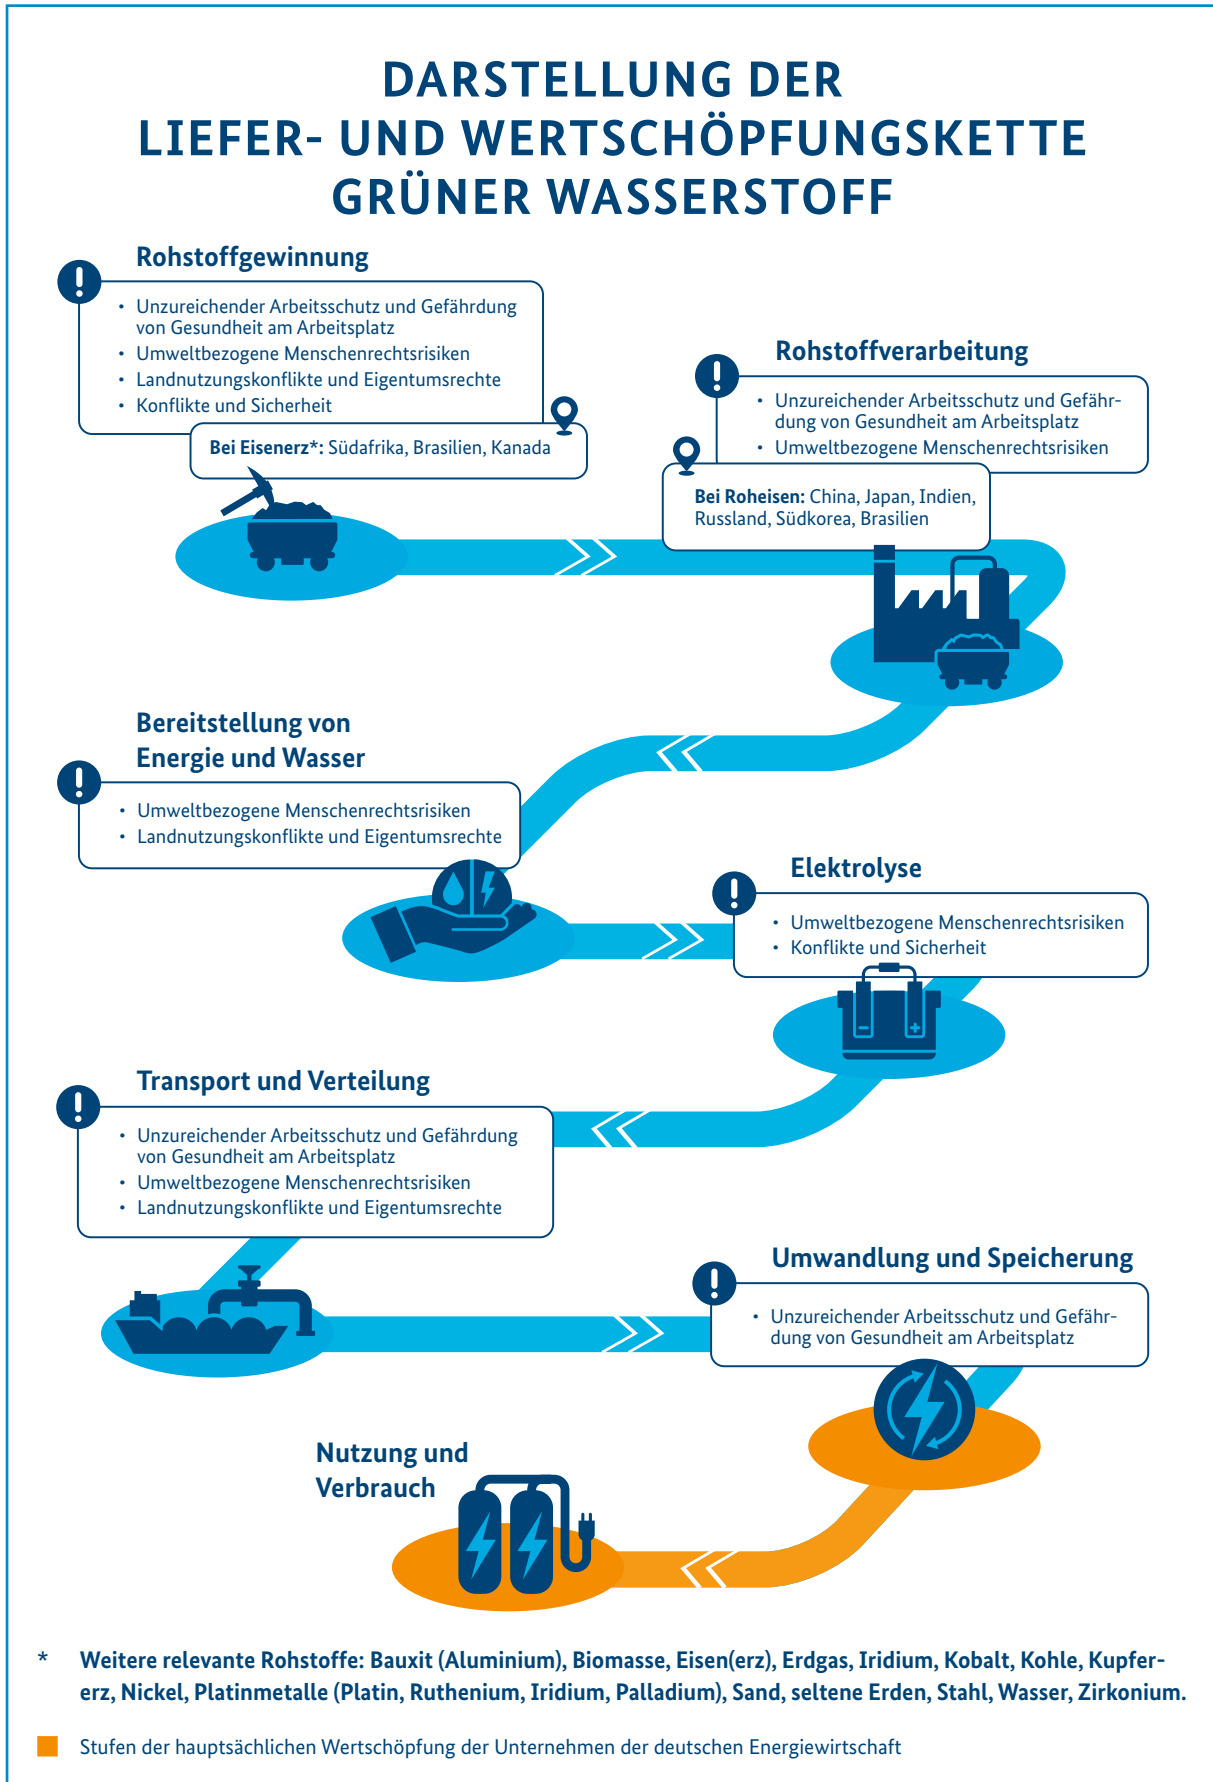 DARSTELLUNG DER
LIEFER- UND WERTSCHÖPFUNGSKETTE
GRÜNER WASSERSTOFF
Rohstoffgewinnung
• Unzureichender Arbeitsschutz und Gefährdung
von Gesundheit am Arbeitsplatz
• Umweltbezogene Menschenrechtsrisiken
• Landnutzungskonflikte und Eigentumsrechte
• Konflikte und Sicherheit
Bei Eisenerz*: Südafrika, Brasilien, Kanada
Rohstoffverarbeitung
• Unzureichender Arbeitsschutz und Gefähr-
dung von Gesundheit am Arbeitsplatz
• Umweltbezogene Menschenrechtsrisiken
Bei Roheisen: China, Japan, Indien,
Russland, Südkorea, Brasilien
Bereitstellung von
Energie und Wasser
• Umweltbezogene Menschenrechtsrisiken
• Landnutzungskonflikte und Eigentumsrechte
Elektrolyse
• Umweltbezogene Menschenrechtsrisiken
• Konflikte und Sicherheit
Transport und Verteilung
• Unzureichender Arbeitsschutz und Gefährdung
von Gesundheit am Arbeitsplatz
• Umweltbezogene Menschenrechtsrisiken
• Landnutzungskonflikte und Eigentumsrechte
Umwandlung und Speicherung
• Unzureichender Arbeitsschutz und Gefähr-
dung von Gesundheit am Arbeitsplatz
Nutzung und
Verbrauch
* Weitere relevante Rohstoffe: Bauxit (Aluminium), Biomasse, Eisen(erz), Erdgas, Iridium, Kobalt, Kohle, Kupfer-
erz, Nickel, Platinmetalle (Platin, Ruthenium, Iridium, Palladium), Sand, seltene Erden, Stahl, Wasser, Zirkonium.
Stufen der hauptsächlichen Wertschöpfung der Unternehmen der deutschen Energiewirtschaft